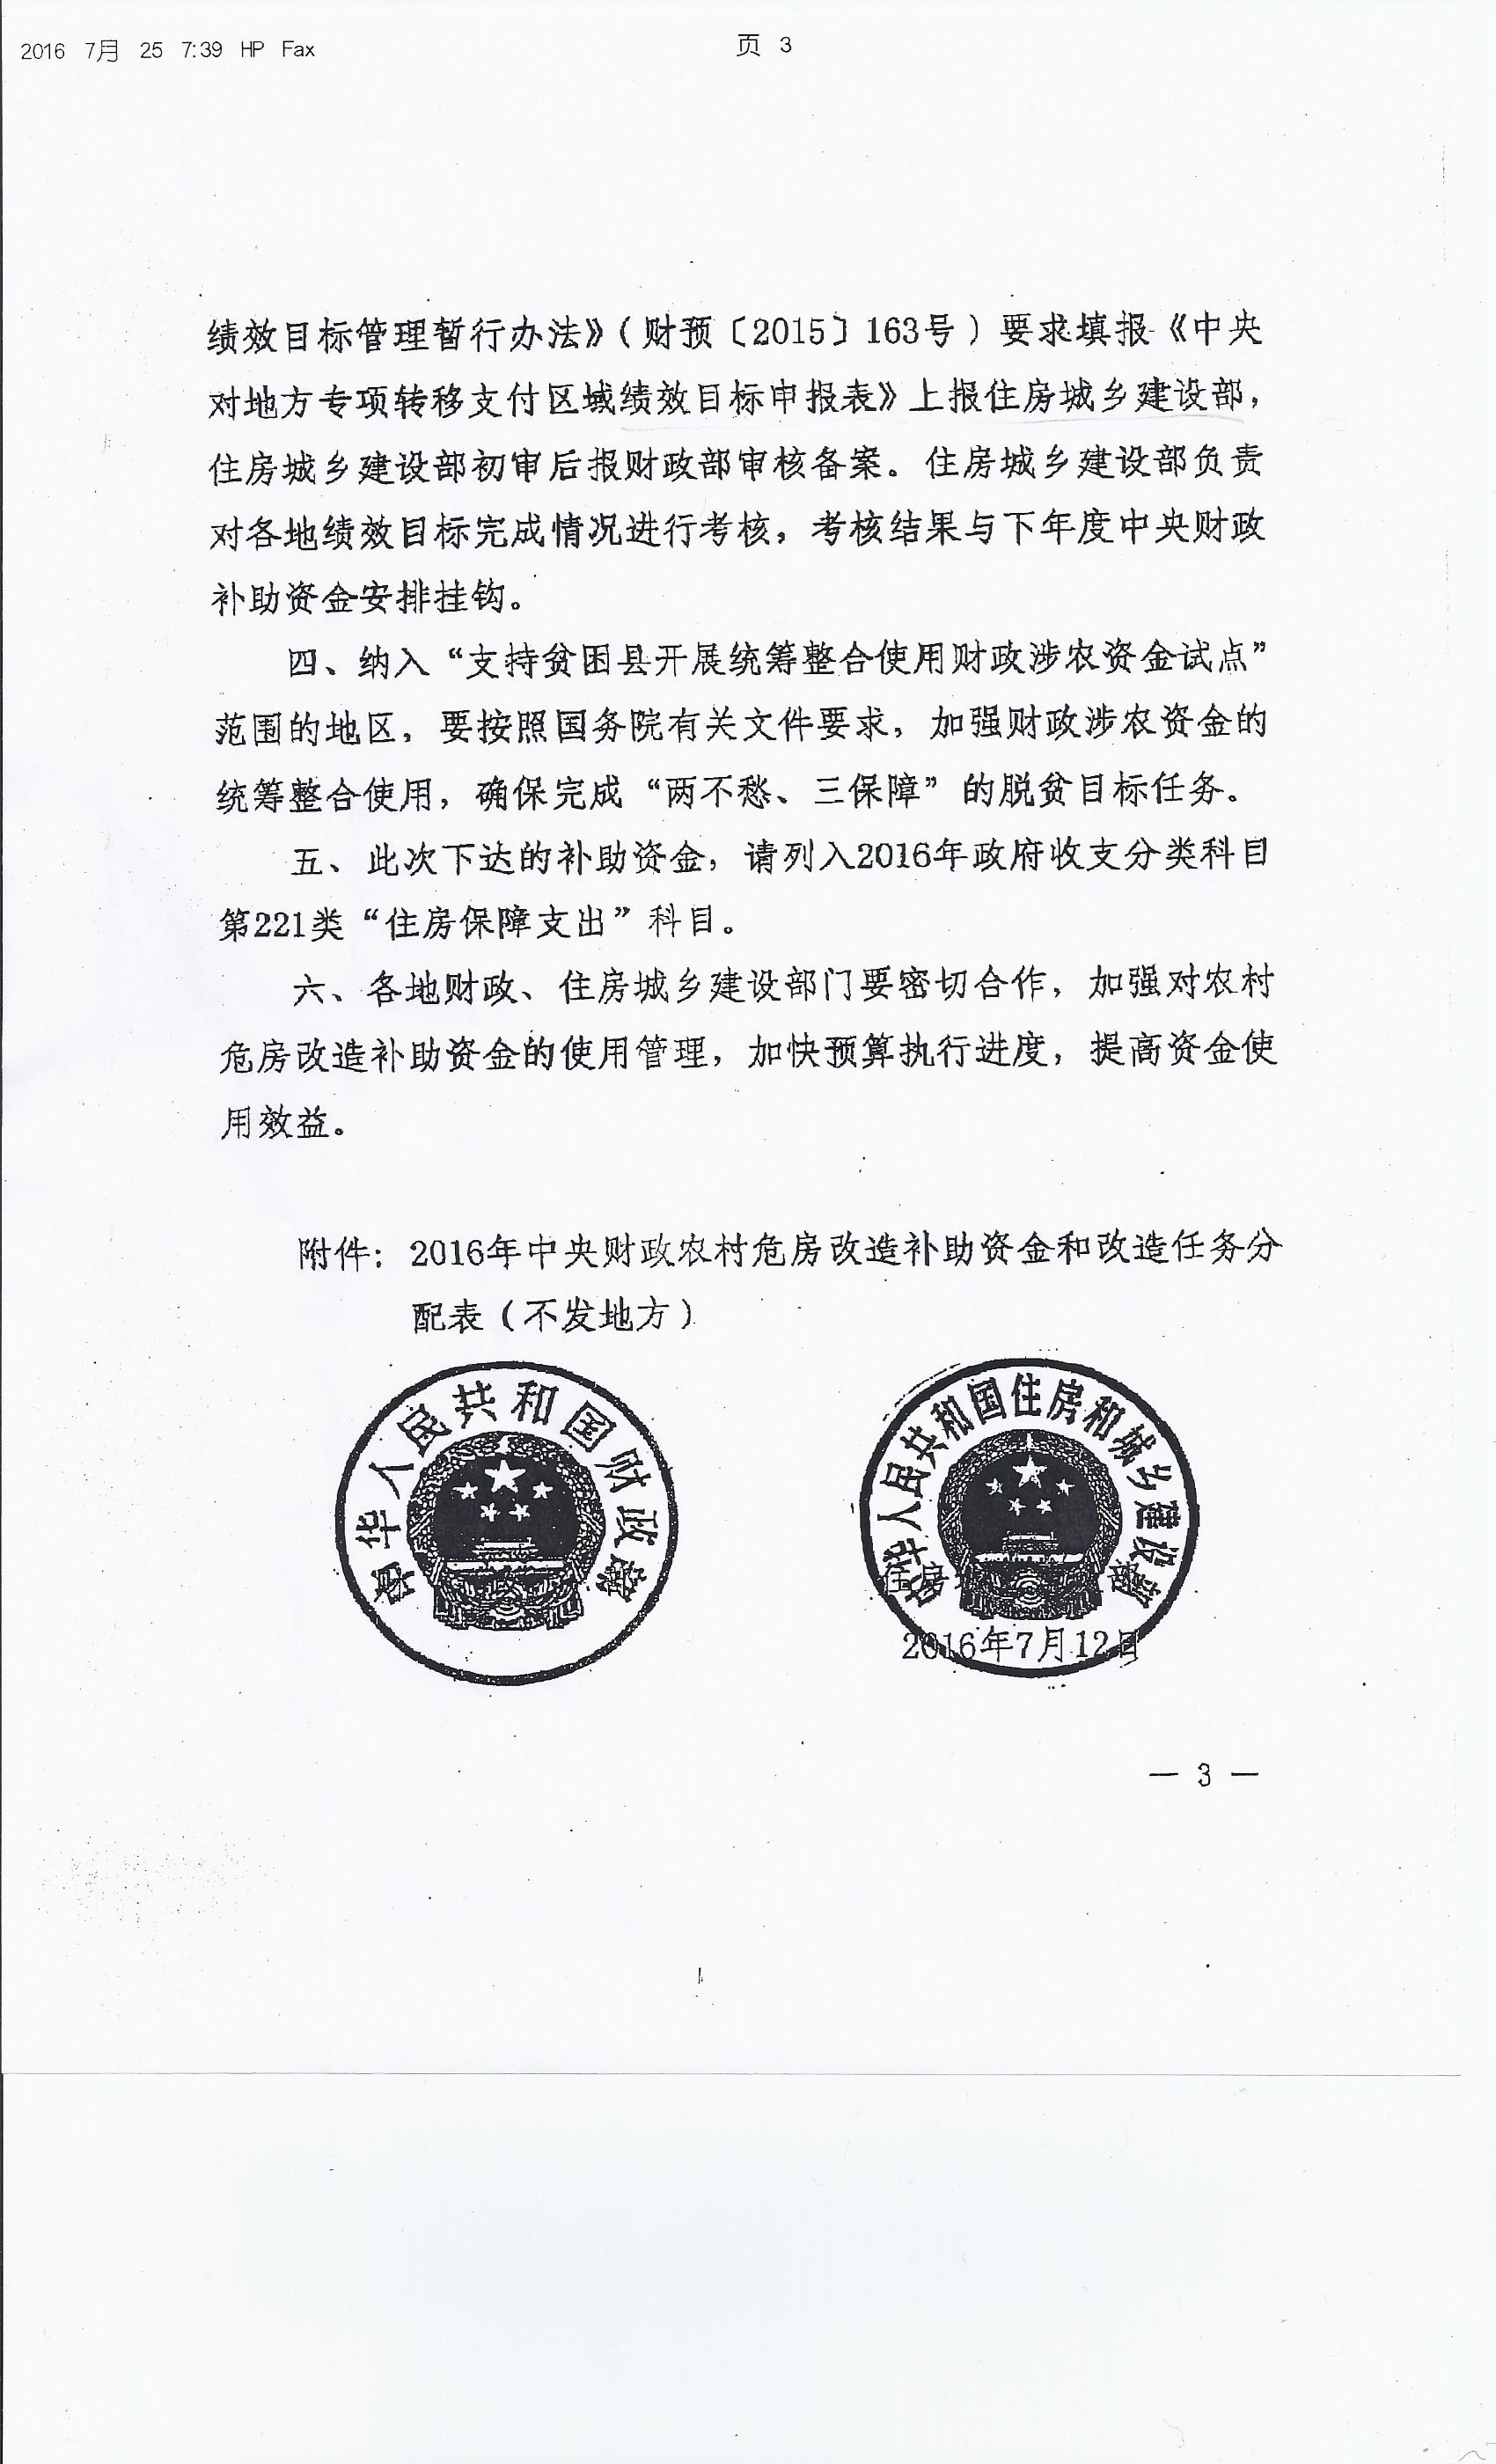 2016 7月 25 7:39 HP Fax 页 3
绩效目标管理暂行办法》(财预〔2015〕163号)要求填报《中央
对地方专项转移支付区域绩效目标申报表》上报住房城乡建设部，
住房城乡建设部初审后报财政部审核备案。住房城乡建设部负责
对各地绩效目标完成情况进行考核，考核结果与下年度中央财政
补助资金安排挂钩。
四、纳入“支持贫困县开展统筹整合使用财政涉农资金试点”
范围的地区，要按照国务院有关文件要求，加强财政涉农资金的
统筹整合使用，确保完成“两不愁、三保障”的脱贫目标任务。
五、此次下达的补助资金，请列入2016年政府收支分类科目
第221类“住房保障支出”科目。
六、各地财政、住房城乡建设部门要密切合作，加强对农村
危房改造补助资金的使用管理，加快预算执行进度，提高资金使
用效益。
附件：2016年中央财政农村危房改造补助资金和改造任务分
配表(不发地方)
中华人民共和国财政部
中华人民共和国住房和城乡建设部
住房 部
2016年7月12日
— 3 —